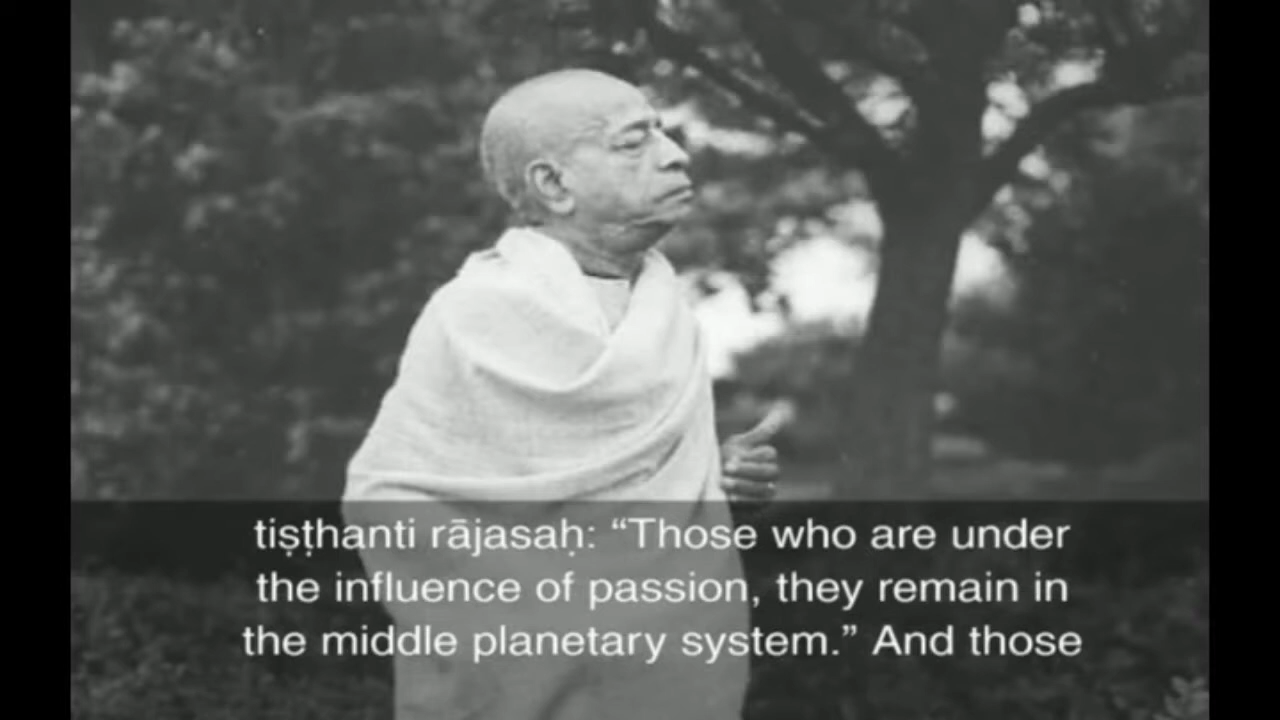 tiṣṭhanti rājasaḥ: “Those who are under
the influence of passion, they remain in
the middle planetary system.” And those